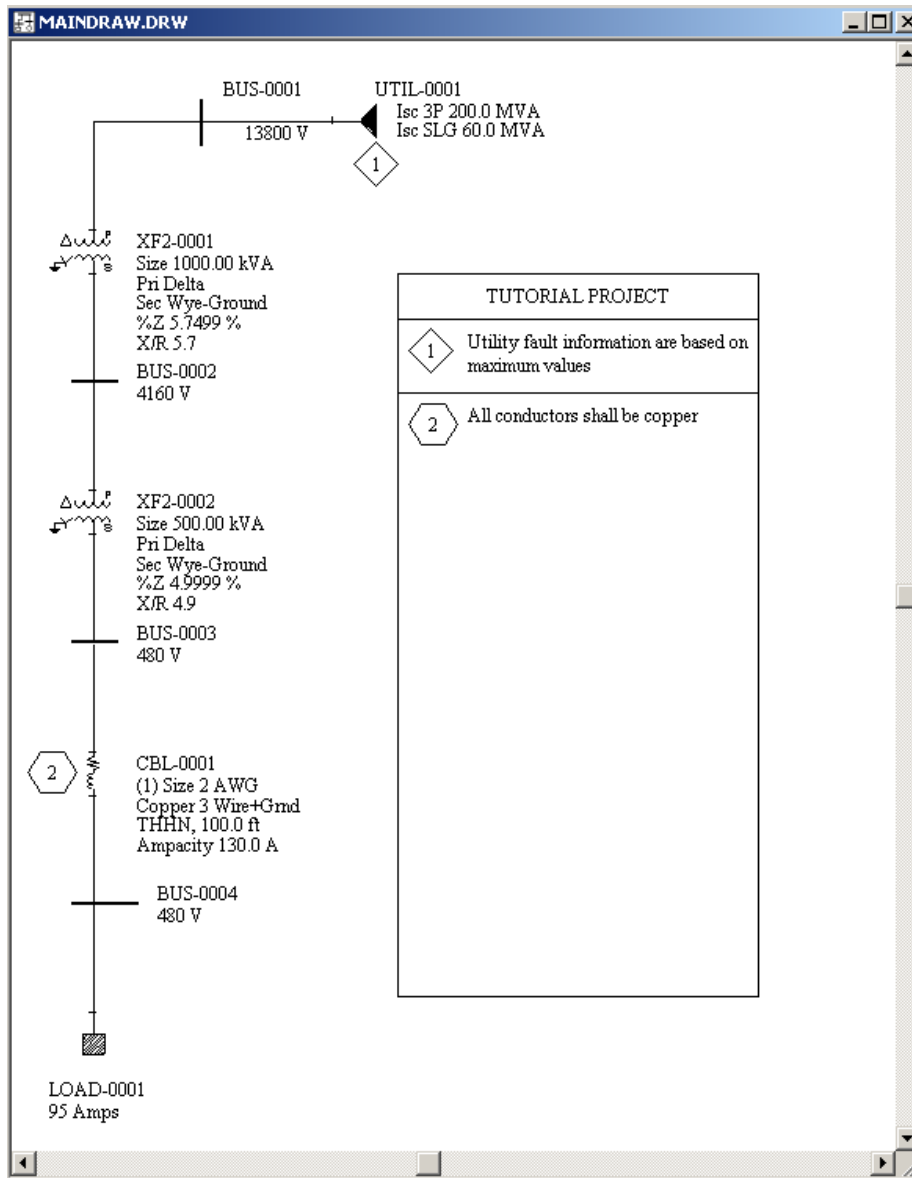 MAINDRAW.DRW
BUS-0001
13800 V
UTIL-0001
Isc 3P 200.0 MVA
Isc SLG 60.0 MVA
1
XF2-0001
Size 1000.00 kVA
Pri Delta
Sec Wye-Ground
%Z 5.7499 %
X/R 5.7
P
S
BUS-0002
4160 V
XF2-0002
Size 500.00 kVA
Pri Delta
Sec Wye-Ground
%Z 4.9999 %
X/R 4.9
P
S
BUS-0003
480 V
2
CBL-0001
(1) Size 2 AWG
Copper 3 Wire+Grnd
THHN, 100.0 ft
Ampacity 130.0 A
BUS-0004
480 V
LOAD-0001
95 Amps
TUTORIAL PROJECT
1
Utility fault information are based on
maximum values
2
All conductors shall be copper